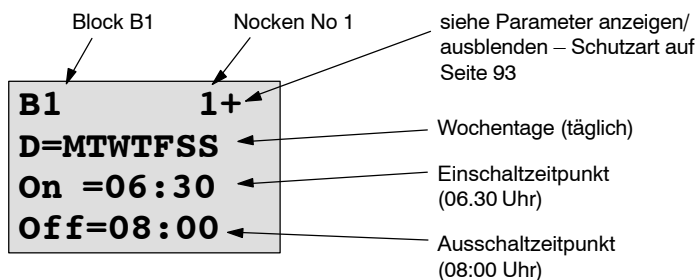 Block B1
Nocken No 1
siehe Parameter anzeigen/
ausblenden – Schutzart auf
Seite 93
B1 1+
D=MTWTFSS
On =06:30
Off=08:00
Wochentage (täglich)
Einschaltzeitpunkt
(06.30 Uhr)
Ausschaltzeitpunkt
(08:00 Uhr)